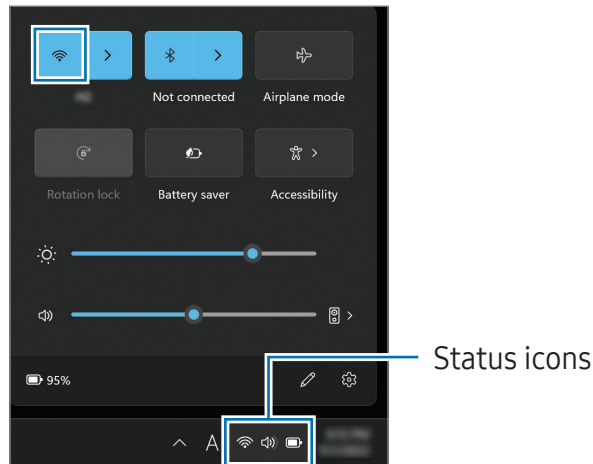 Not connected Airplane mode
Rotation lock Battery saver Accessibility
95%
Status icons
A